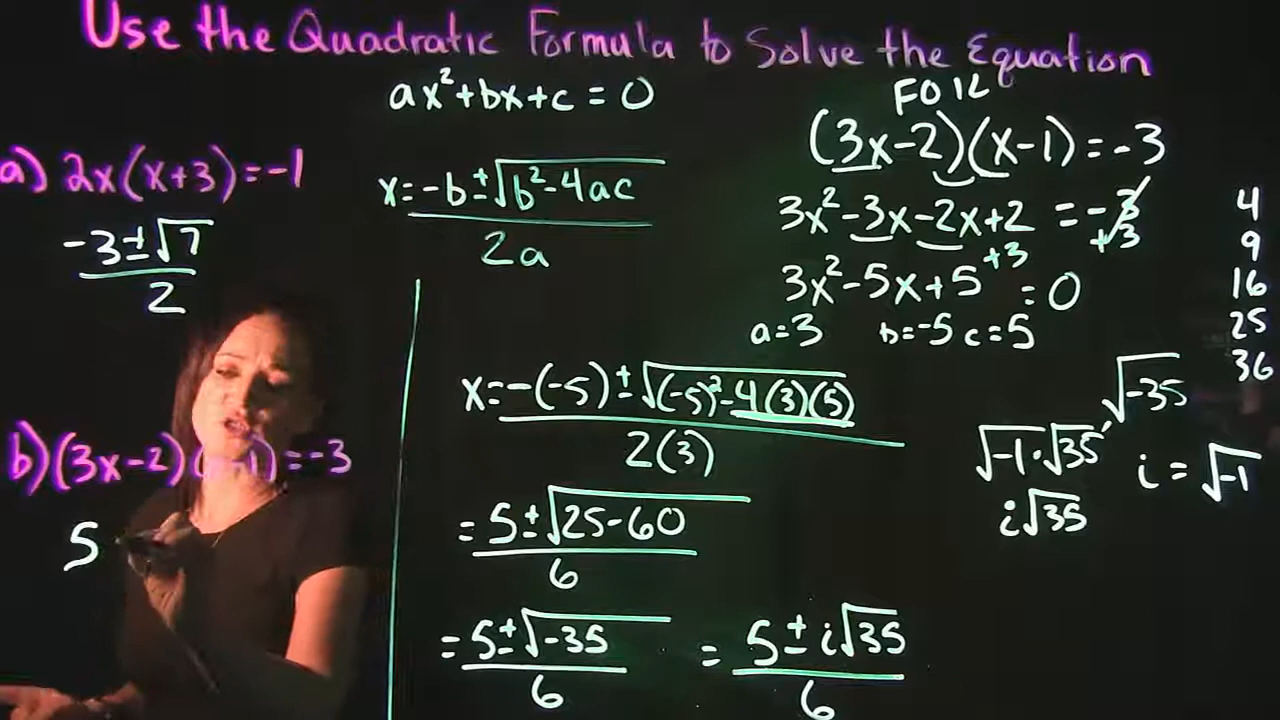 Use the Quadratic Formula to Solve the Equation
ax²+bx+c=0
a) 2x(x+3)=-1
-3±√7
2
x=-b±√b²-4ac
2a
FOIL
(3x-2)(x-1)=-3
3x²-3x-2x+2=-3
+3 +3
3x²-5x+5=0
a=3 b=-5 c=5
4
9
16
25
36
x=-(-5)±√(-5)²-4(3)(5)
2(3)
√-35
√-1·√35
i=√-1
i√35
b)(3x-2)(x-1)=-3
5
=5±√25-60
6
=5±√-35
6
=5±i√35
6